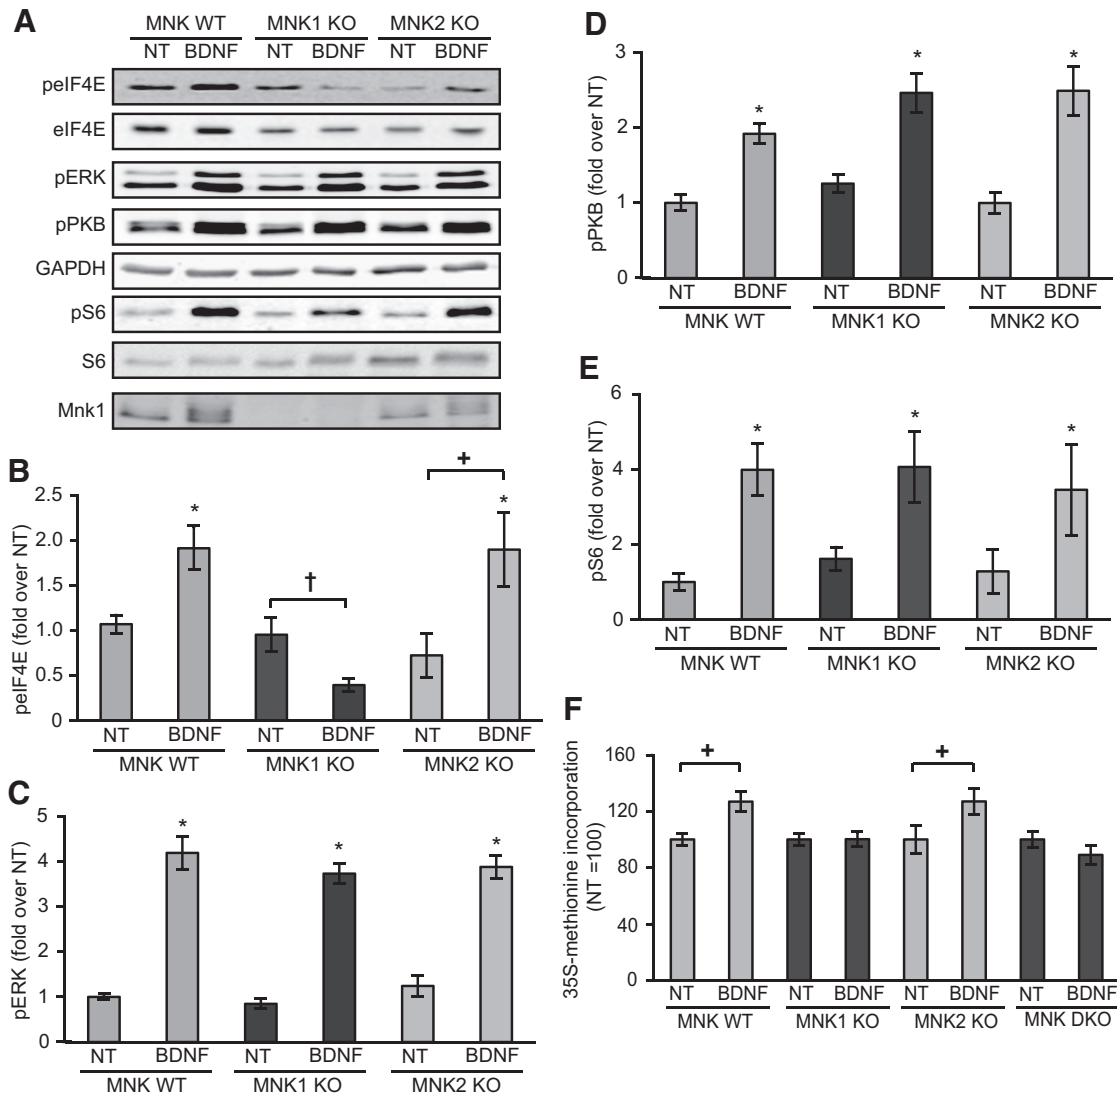 A
MNK WT MNK1 KO MNK2 KO
NT BDNF NT BDNF NT BDNF
peIF4E
eIF4E
pERK
pPKB
GAPDH
pS6
S6
Mnk1
B
peIF4E (fold over NT)
2.5
2.0
1.5
1.0
0.5
0
* † + *
NT BDNF NT BDNF NT BDNF
MNK WT MNK1 KO MNK2 KO
C
pERK (fold over NT)
5
4
3
2
1
0
* * *
NT BDNF NT BDNF NT BDNF
MNK WT MNK1 KO MNK2 KO
D
pPKB (fold over NT)
3
2
1
0
* * *
NT BDNF NT BDNF NT BDNF
MNK WT MNK1 KO MNK2 KO
E
pS6 (fold over NT)
6
4
2
0
* * *
NT BDNF NT BDNF NT BDNF
MNK WT MNK1 KO MNK2 KO
F
35S-methionine incorporation
(NT =100)
160
120
80
40
0
+ +
NT BDNF NT BDNF NT BDNF NT BDNF
MNK WT MNK1 KO MNK2 KO MNK DKO